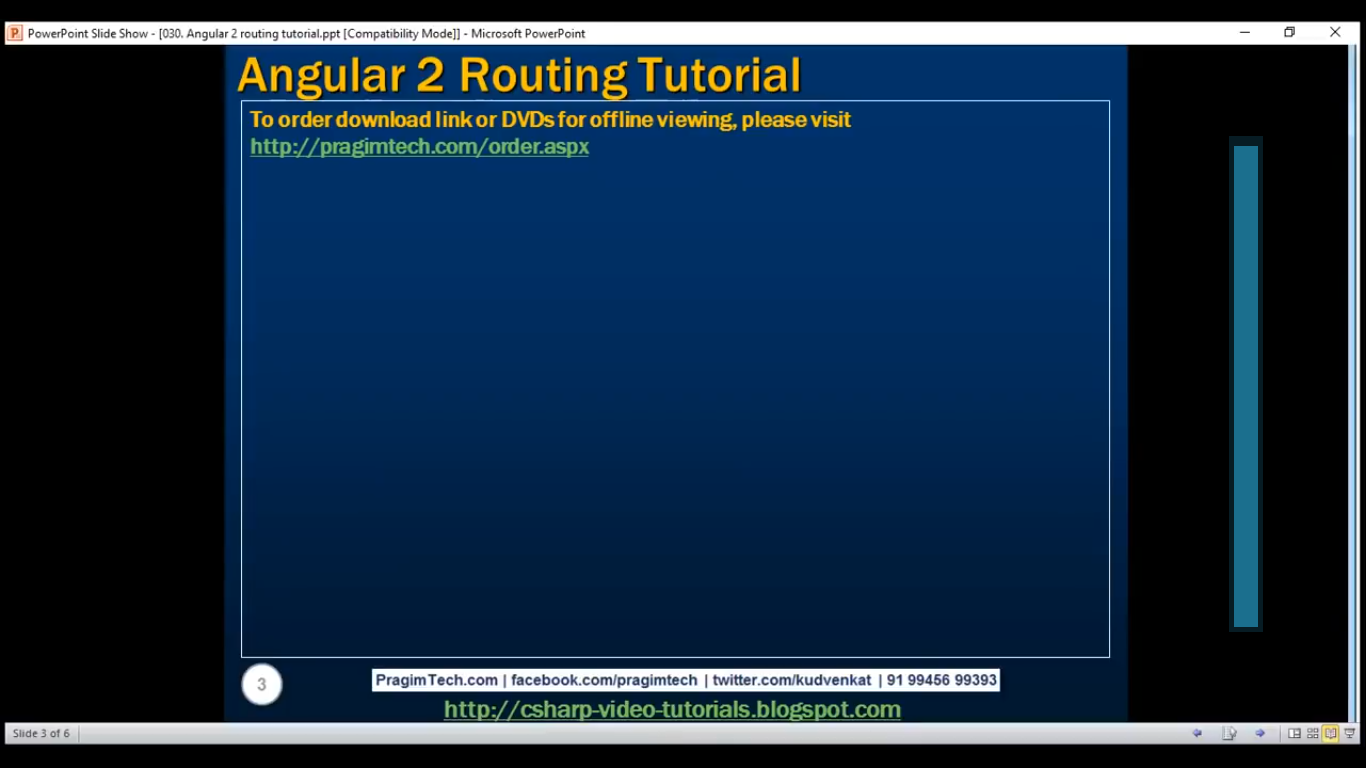 PowerPoint Slide Show - [030. Angular 2 routing tutorial.ppt [Compatibility Mode]] - Microsoft PowerPoint
Angular 2 Routing Tutorial
To order download link or DVDs for offline viewing, please visit
http://pragimtech.com/order.aspx
3
PragimTech.com | facebook.com/pragimtech | twitter.com/kudvenkat | 91 99456 99393
http://csharp-video-tutorials.blogspot.com
Slide 3 of 6